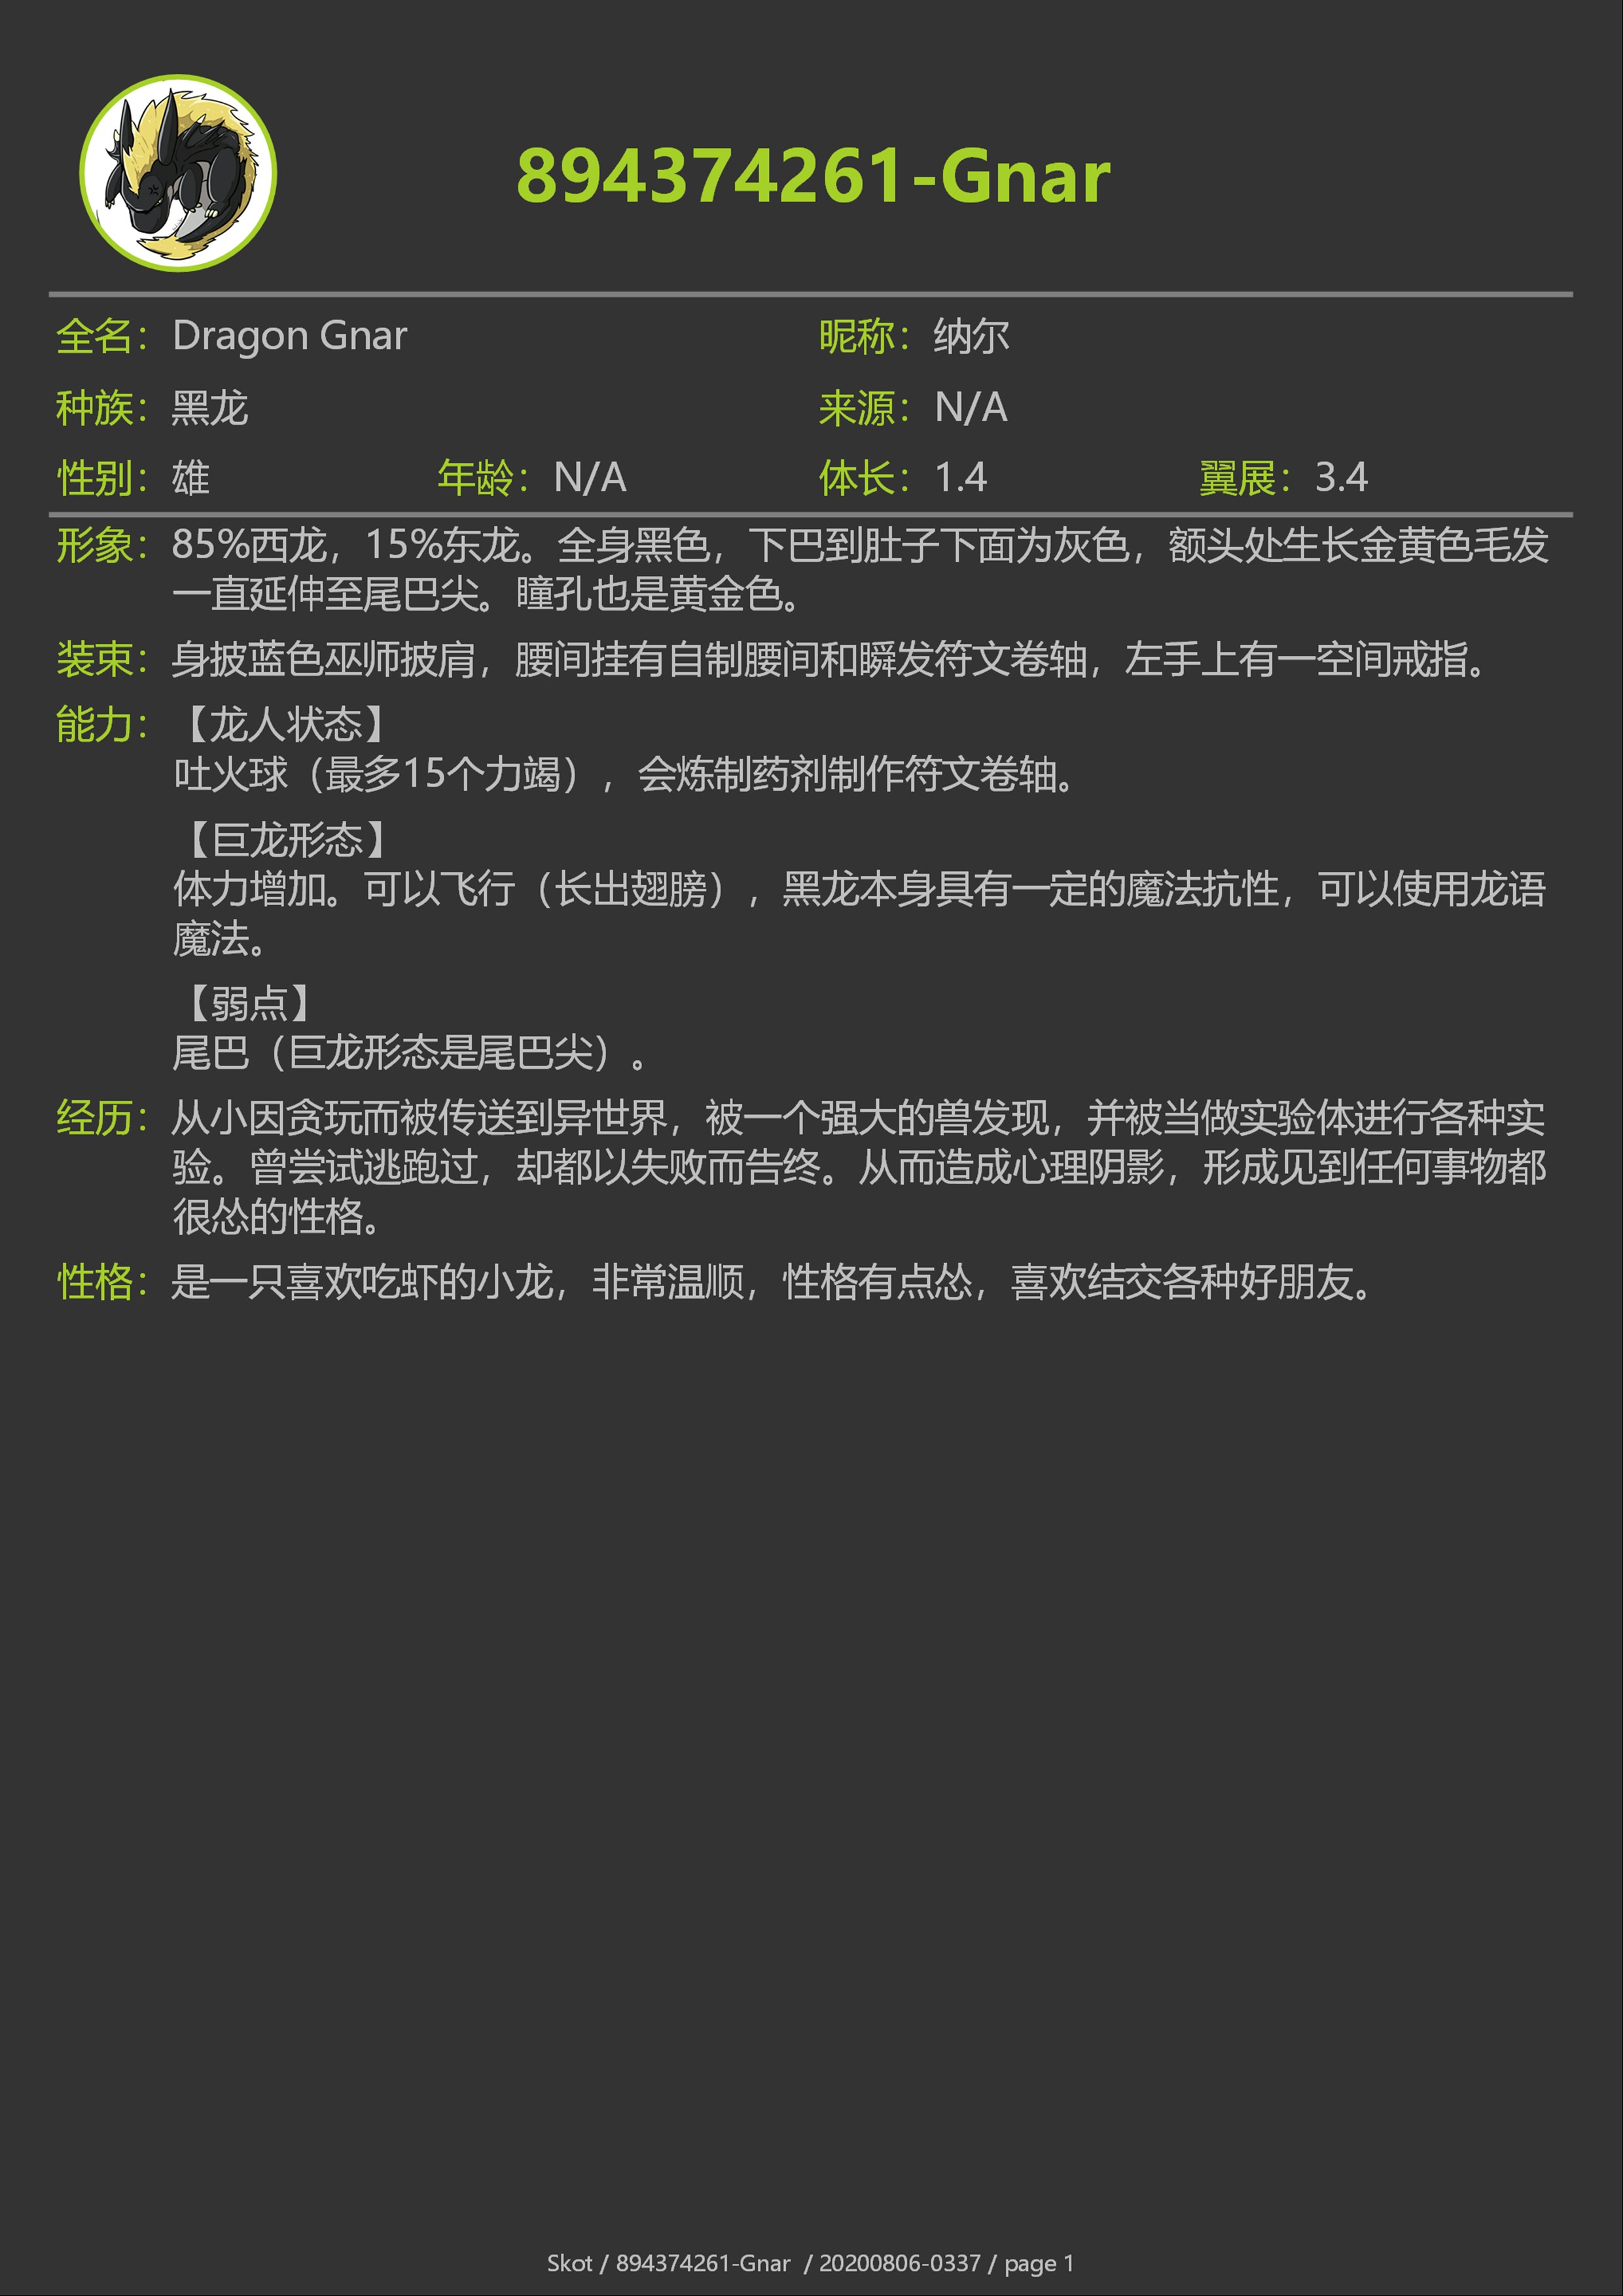 894374261-Gnar
全名：Dragon Gnar 昵称：纳尔
种族：黑龙 来源：N/A
性别：雄 年龄：N/A 体长：1.4 翼展：3.4
形象：85%西龙，15%东龙。全身黑色，下巴到肚子下面为灰色，额头处生长金黄色毛发
一直延伸至尾巴尖。瞳孔也是黄金色。
装束：身披蓝色巫师披肩，腰间挂有自制腰间和瞬发符文卷轴，左手上有一空间戒指。
能力：【龙人状态】
吐火球（最多15个力竭），会炼制药剂制作符文卷轴。
【巨龙形态】
体力增加。可以飞行（长出翅膀），黑龙本身具有一定的魔法抗性，可以使用龙语
魔法。
【弱点】
尾巴（巨龙形态是尾巴尖）。
经历：从小因贪玩而被传送到异世界，被一个强大的兽发现，并被当做实验体进行各种实
验。曾尝试逃跑过，却都以失败而告终。从而造成心理阴影，形成见到任何事物都
很怂的性格。
性格：是一只喜欢吃虾的小龙，非常温顺，性格有点怂，喜欢结交各种好朋友。
Skot / 894374261-Gnar / 20200806-0337 / page 1